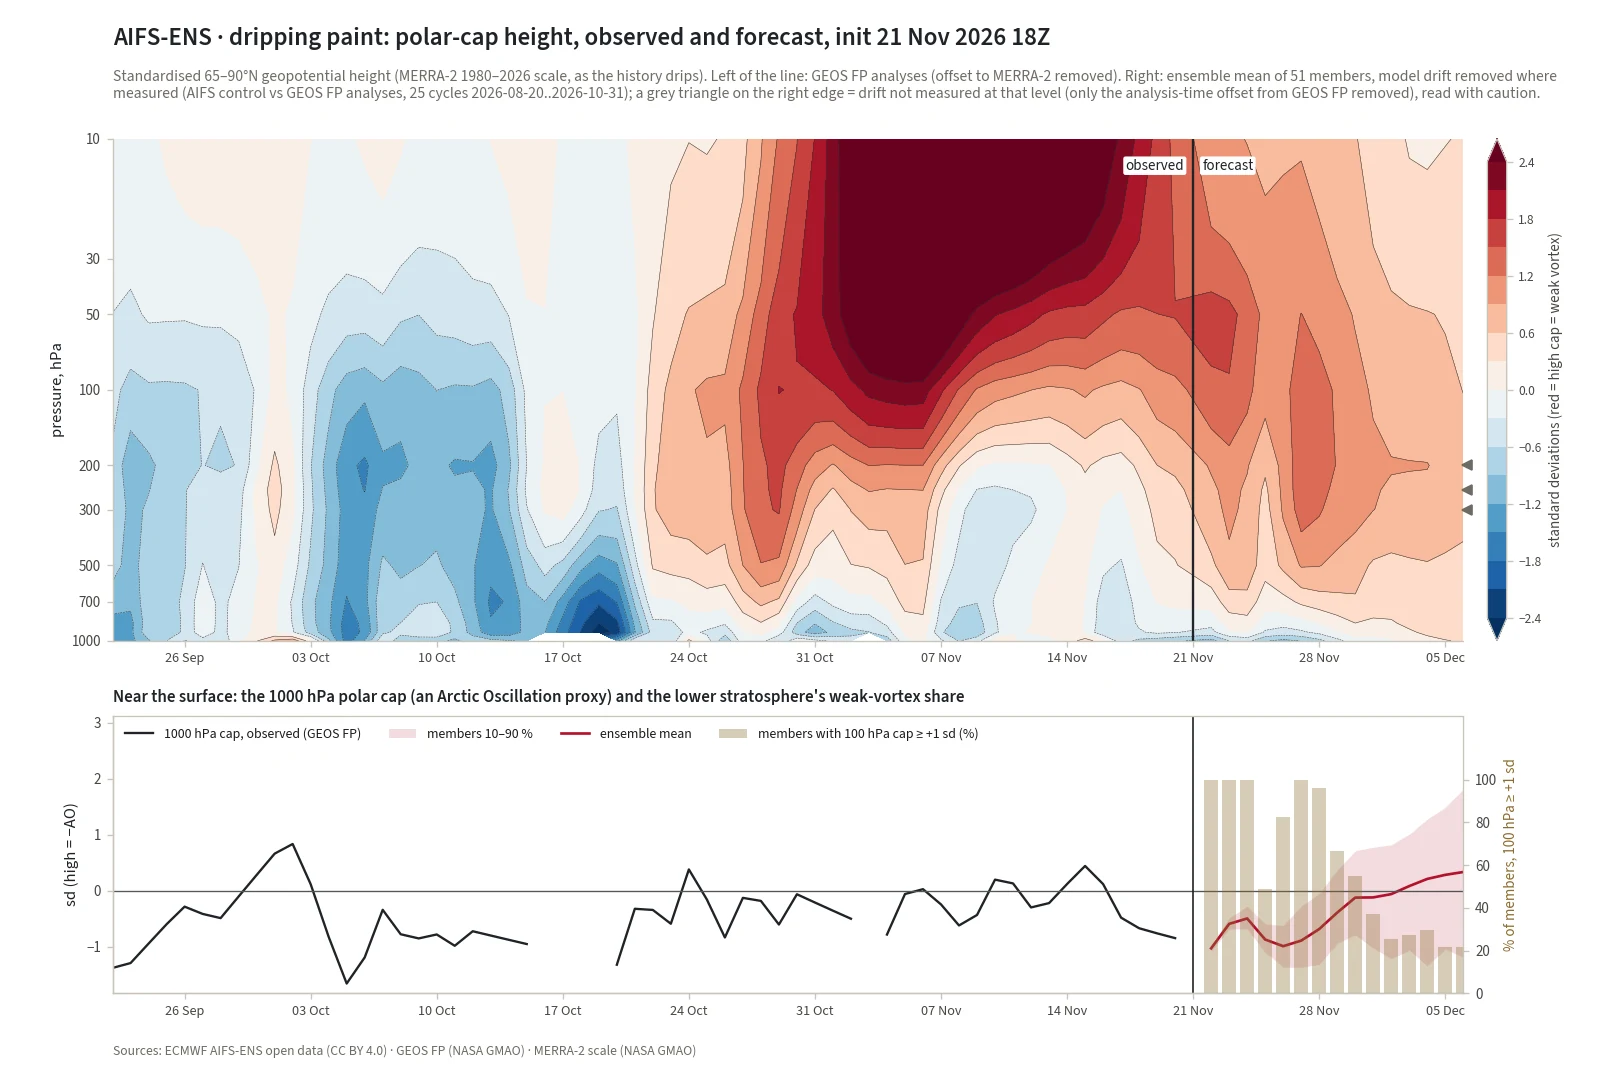 AIFS-ENS · dripping paint: polar-cap height, observed and forecast, init 21 Nov 2026 18Z
Standardised 65–90°N geopotential height (MERRA-2 1980–2026 scale, as the history drips). Left of the line: GEOS FP analyses (offset to MERRA-2 removed). Right: ensemble mean of 51 members, model drift removed where
measured (AIFS control vs GEOS FP analyses, 25 cycles 2026-08-20..2026-10-31); a grey triangle on the right edge = drift not measured at that level (only the analysis-time offset from GEOS FP removed), read with caution.
pressure, hPa
10
30
50
100
200
300
500
700
1000
observed
forecast
26 Sep
03 Oct
10 Oct
17 Oct
24 Oct
31 Oct
07 Nov
14 Nov
21 Nov
28 Nov
05 Dec
2.4
1.8
1.2
0.6
0.0
−0.6
−1.2
−1.8
−2.4
standard deviations (red = high cap = weak vortex)
Near the surface: the 1000 hPa polar cap (an Arctic Oscillation proxy) and the lower stratosphere's weak-vortex share
1000 hPa cap, observed (GEOS FP)
members 10–90 %
ensemble mean
members with 100 hPa cap ≥ +1 sd (%)
sd (high = −AO)
3
2
1
0
−1
100
80
60
40
20
0
% of members, 100 hPa ≥ +1 sd
26 Sep
03 Oct
10 Oct
17 Oct
24 Oct
31 Oct
07 Nov
14 Nov
21 Nov
28 Nov
05 Dec
Sources: ECMWF AIFS-ENS open data (CC BY 4.0) · GEOS FP (NASA GMAO) · MERRA-2 scale (NASA GMAO)